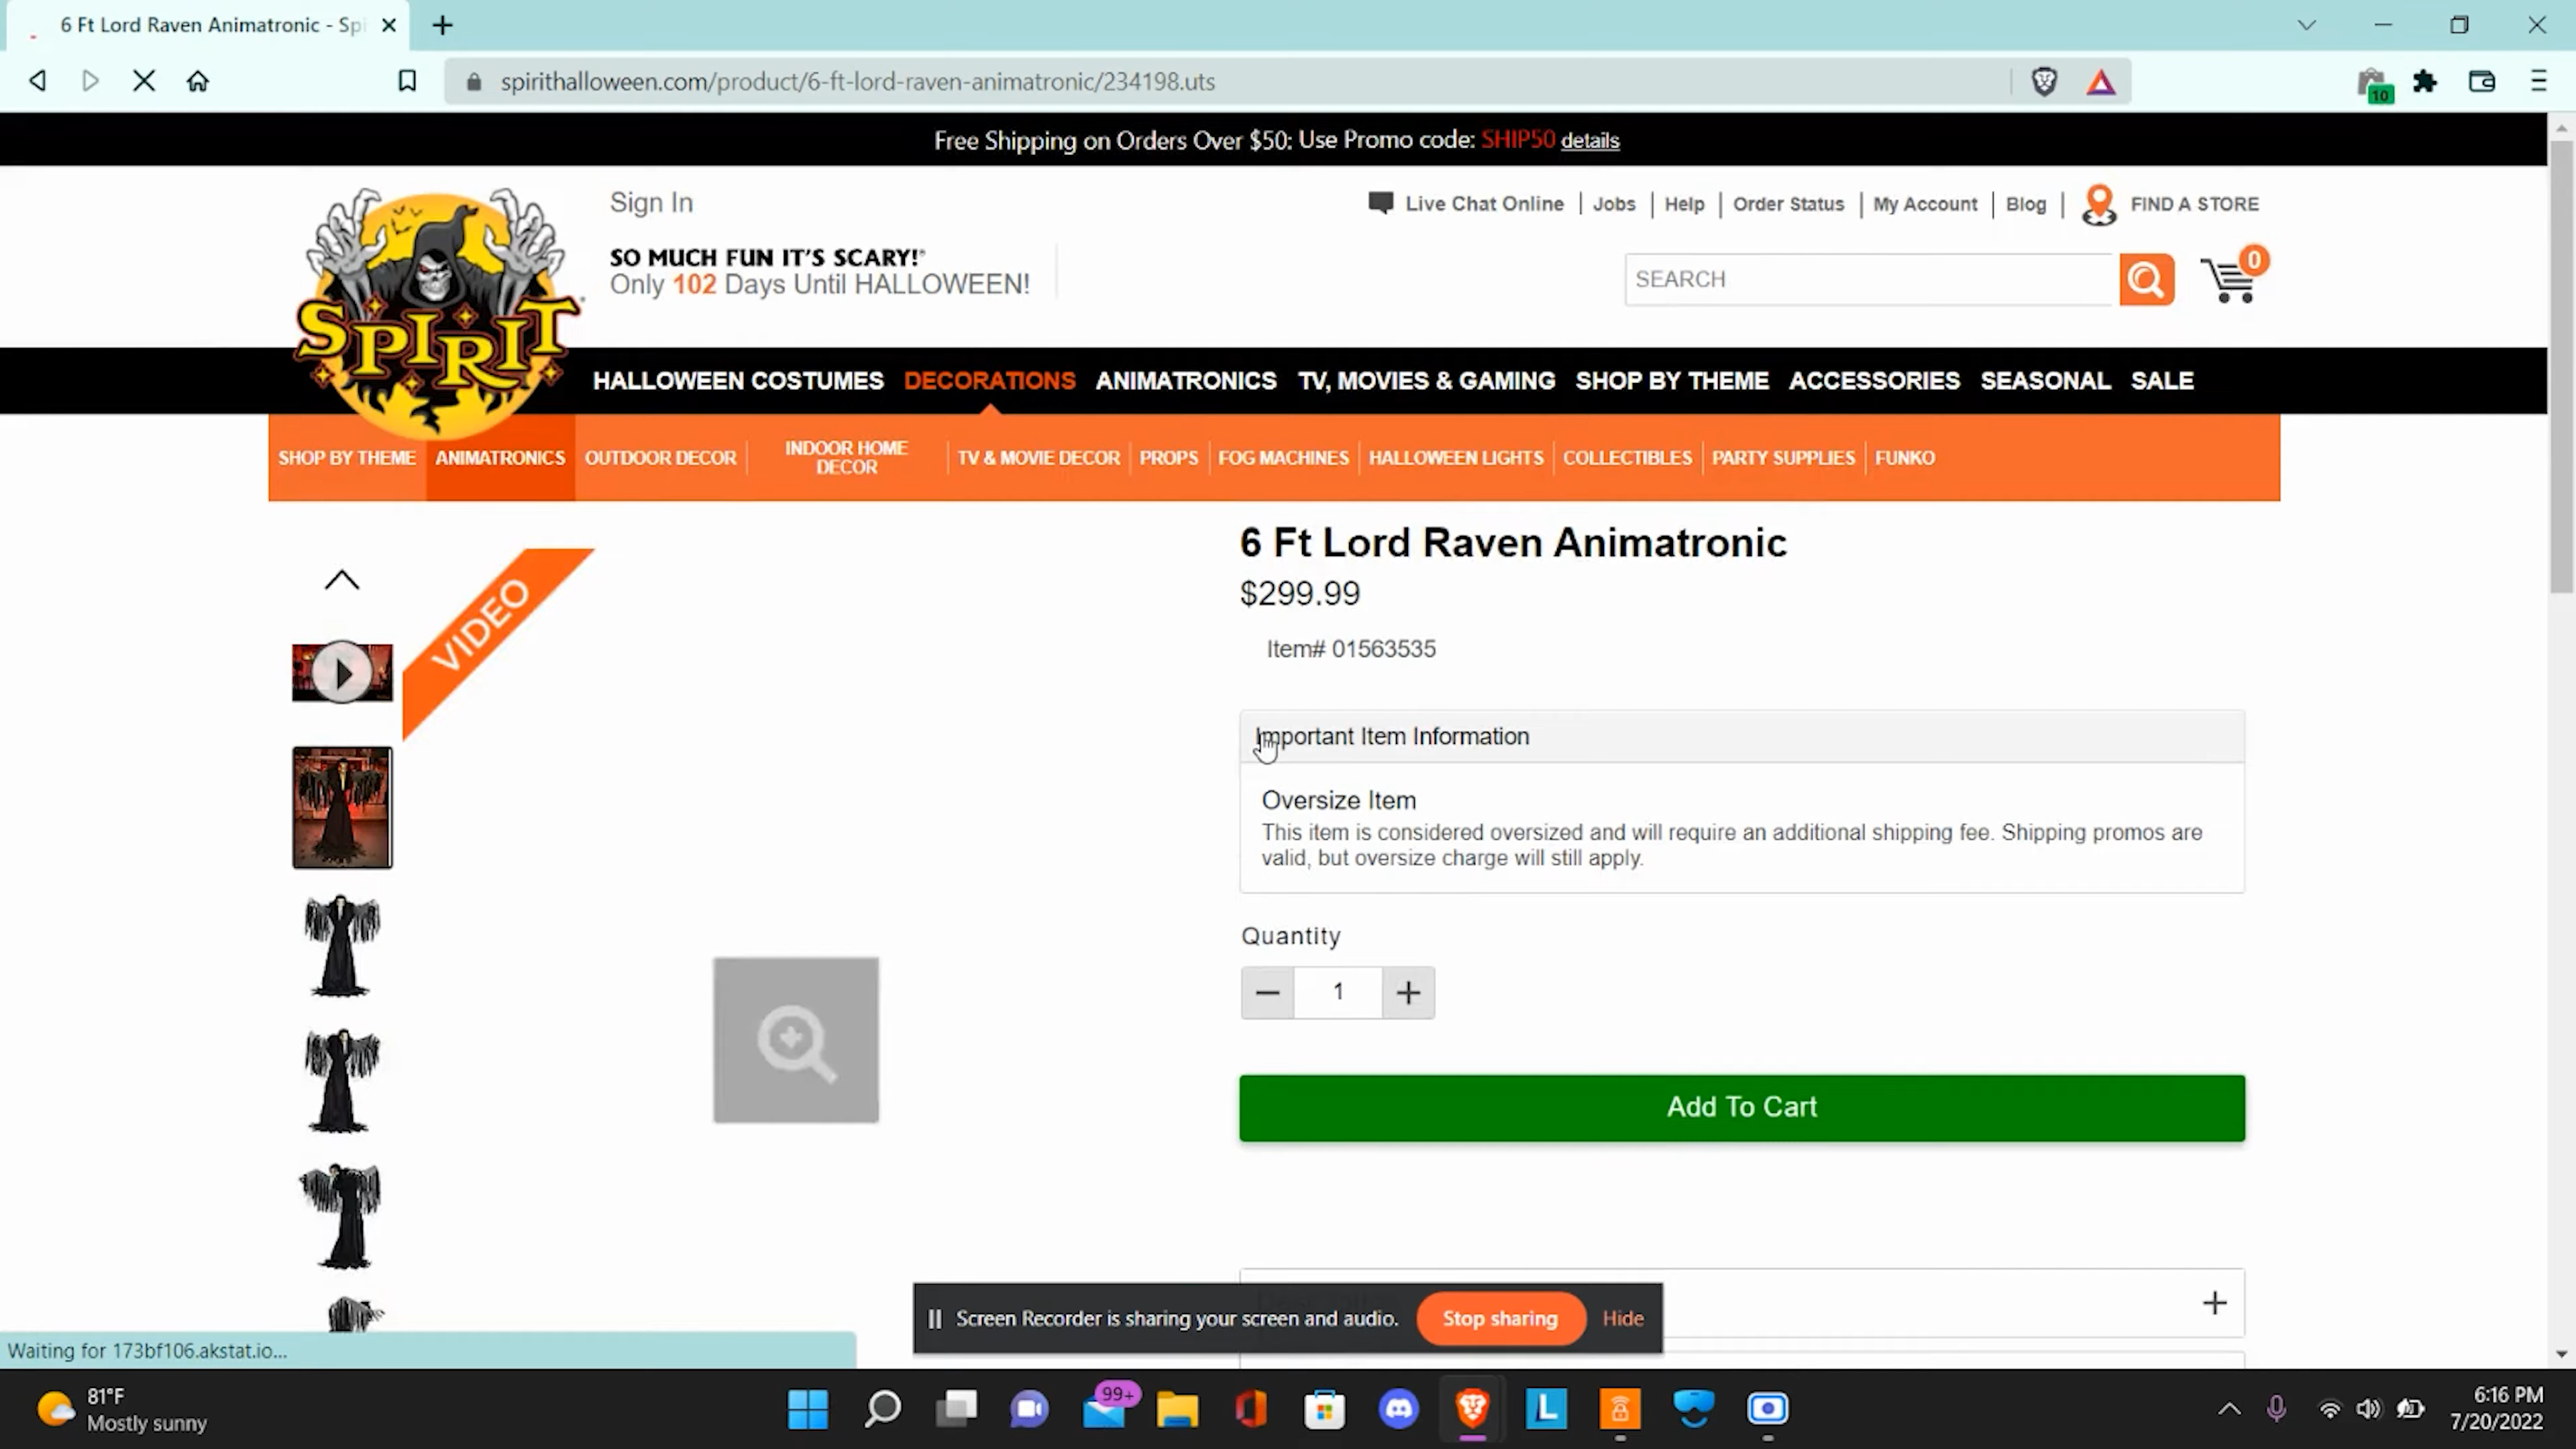 6 Ft Lord Raven Animatronic - Spi
spirithalloween.com/product/6-ft-lord-raven-animatronic/234198.uts
10
Free Shipping on Orders Over $50: Use Promo code: SHIP50 details
SPIRIT
Sign In
Live Chat Online | Jobs | Help | Order Status | My Account | Blog | FIND A STORE
SO MUCH FUN IT'S SCARY!
Only 102 Days Until HALLOWEEN!
SEARCH
0
HALLOWEEN COSTUMES DECORATIONS ANIMATRONICS TV, MOVIES & GAMING SHOP BY THEME ACCESSORIES SEASONAL SALE
SHOP BY THEME ANIMATRONICS OUTDOOR DECOR INDOOR HOME DECOR TV & MOVIE DECOR PROPS FOG MACHINES HALLOWEEN LIGHTS COLLECTIBLES PARTY SUPPLIES FUNKO
VIDEO
6 Ft Lord Raven Animatronic
$299.99
Item# 01563535
Important Item Information
Oversize Item
This item is considered oversized and will require an additional shipping fee. Shipping promos are
valid, but oversize charge will still apply.
Quantity
1
Add To Cart
Screen Recorder is sharing your screen and audio. Stop sharing Hide
Waiting for 173bf106.akstat.io...
81°F
Mostly sunny
99+
L
6:16 PM
7/20/2022